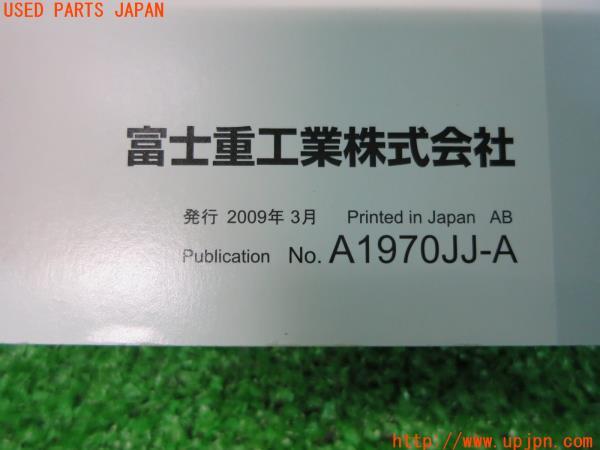 USED PARTS JAPAN
富士重工業株式会社
発行 2009年 3月 Printed in Japan AB
Publication No. A1970JJ-A
http://www.upjpn.com/